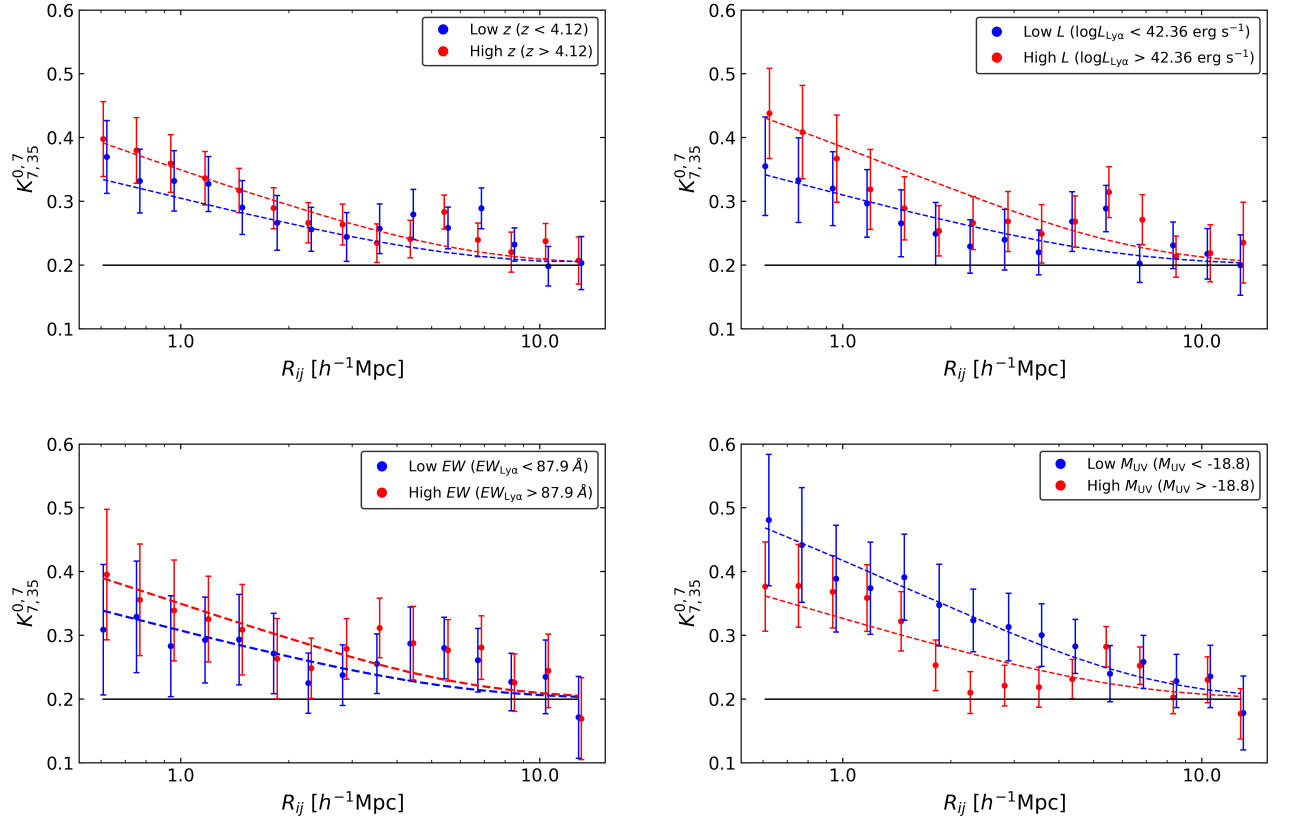 Low z (z < 4.12)
High z (z > 4.12)
0.6
0.5
0.4
0.3
0.2
0.1
K^{0,7}_{7,35}
1.0
10.0
R_{ij} [h^{-1}Mpc]
Low L (logL_{Lyα} < 42.36 erg s^{-1})
High L (logL_{Lyα} > 42.36 erg s^{-1})
0.6
0.5
0.4
0.3
0.2
0.1
K^{0,7}_{7,35}
1.0
10.0
R_{ij} [h^{-1}Mpc]
Low EW (EW_{Lyα} < 87.9 Å)
High EW (EW_{Lyα} > 87.9 Å)
0.6
0.5
0.4
0.3
0.2
0.1
K^{0,7}_{7,35}
1.0
10.0
R_{ij} [h^{-1}Mpc]
Low M_{UV} (M_{UV} < -18.8)
High M_{UV} (M_{UV} > -18.8)
0.6
0.5
0.4
0.3
0.2
0.1
K^{0,7}_{7,35}
1.0
10.0
R_{ij} [h^{-1}Mpc]